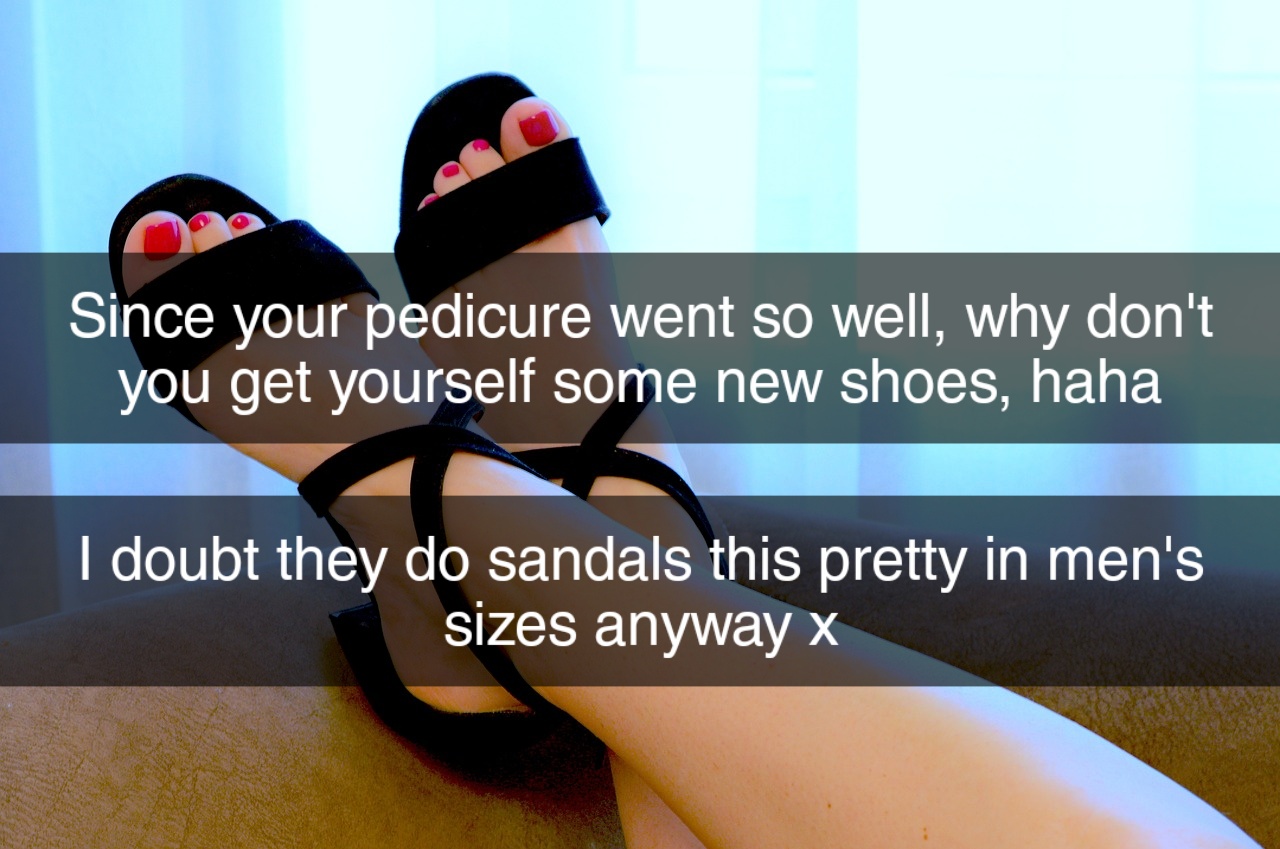 Since your pedicure went so well, why don't
you get yourself some new shoes, haha
I doubt they do sandals this pretty in men's
sizes anyway x